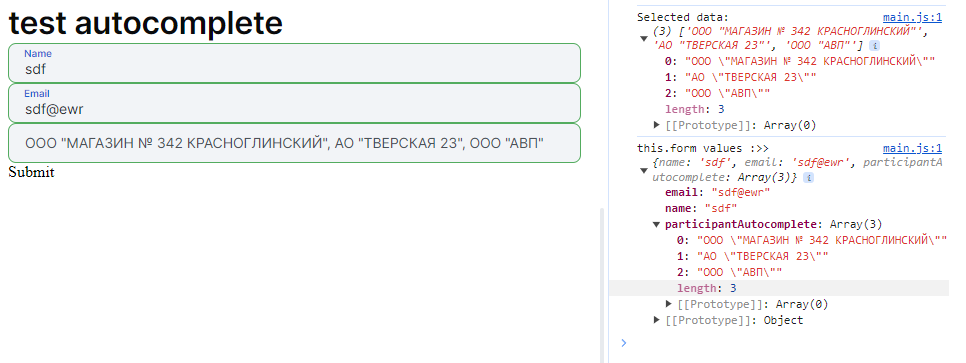 test autocomplete
Name
sdf
Email
sdf@ewr
ООО "МАГАЗИН № 342 КРАСНОГЛИНСКИЙ", АО "ТВЕРСКАЯ 23", ООО "АВП"
Submit
Selected data: main.js:1
(3) ['ООО "МАГАЗИН № 342 КРАСНОГЛИНСКИЙ"',
'АО "ТВЕРСКАЯ 23"', 'ООО "АВП"'] i
0: "ООО \"МАГАЗИН № 342 КРАСНОГЛИНСКИЙ\""
1: "АО \"ТВЕРСКАЯ 23\""
2: "ООО \"АВП\""
length: 3
[[Prototype]]: Array(0)
this.form values :>> main.js:1
{name: 'sdf', email: 'sdf@ewr', participantA
utocomplete: Array(3)} i
email: "sdf@ewr"
name: "sdf"
participantAutocomplete: Array(3)
0: "ООО \"МАГАЗИН № 342 КРАСНОГЛИНСКИЙ\""
1: "АО \"ТВЕРСКАЯ 23\""
2: "ООО \"АВП\""
length: 3
[[Prototype]]: Array(0)
[[Prototype]]: Object